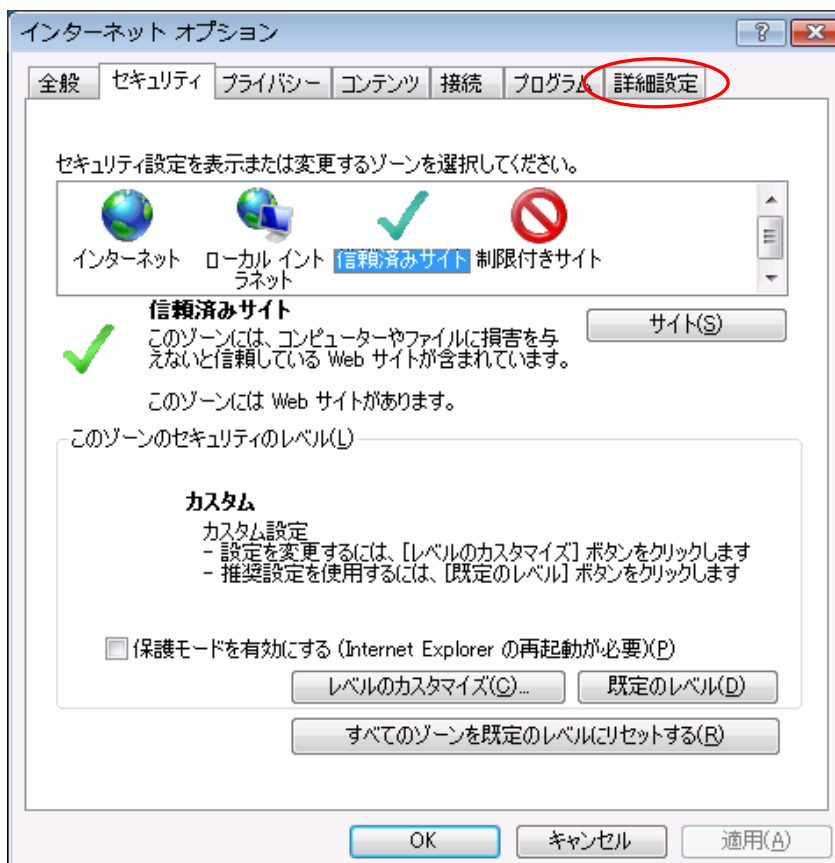 インターネット オプション
全般 セキュリティ プライバシー コンテンツ 接続 プログラム 詳細設定
セキュリティ設定を表示または変更するゾーンを選択してください。
インターネット ローカル イント 信頼済みサイト 制限付きサイト
ラネット
信頼済みサイト
サイト(S)
このゾーンには、コンピューターやファイルに損害を与
えないと信頼している Web サイトが含まれています。
このゾーンには Web サイトがあります。
このゾーンのセキュリティのレベル(L)
カスタム
カスタム設定
- 設定を変更するには、[レベルのカスタマイズ] ボタンをクリックします
- 推奨設定を使用するには、[既定のレベル] ボタンをクリックします
保護モードを有効にする (Internet Explorer の再起動が必要)(P)
レベルのカスタマイズ(C)... 既定のレベル(D)
すべてのゾーンを既定のレベルにリセットする(R)
OK キャンセル 適用(A)